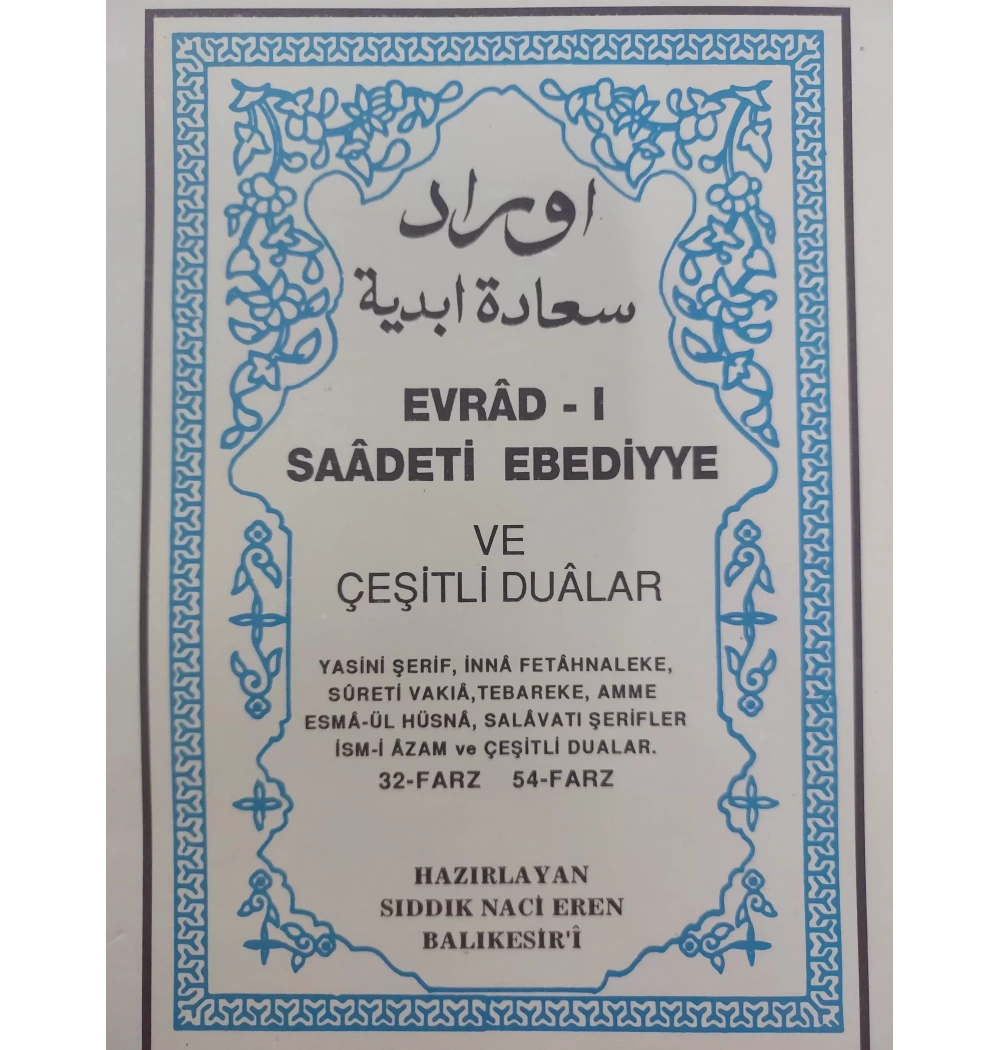 اوراد
سعادة ابدية
EVRÂD - I
SAÂDETİ EBEDİYYE
VE
ÇEŞİTLİ DUÂLAR
YASİNİ ŞERİF, İNNÂ FETÂHNALEKE,
SÛRETİ VAKIÂ,TEBAREKE, AMME
ESMÂ-ÜL HÜSNÂ, SALÂVATI ŞERİFLER
İSM-İ ÂZAM ve ÇEŞİTLİ DUALAR.
32-FARZ 54-FARZ
HAZIRLAYAN
SIDDIK NACİ EREN
BALIKESİR'Î